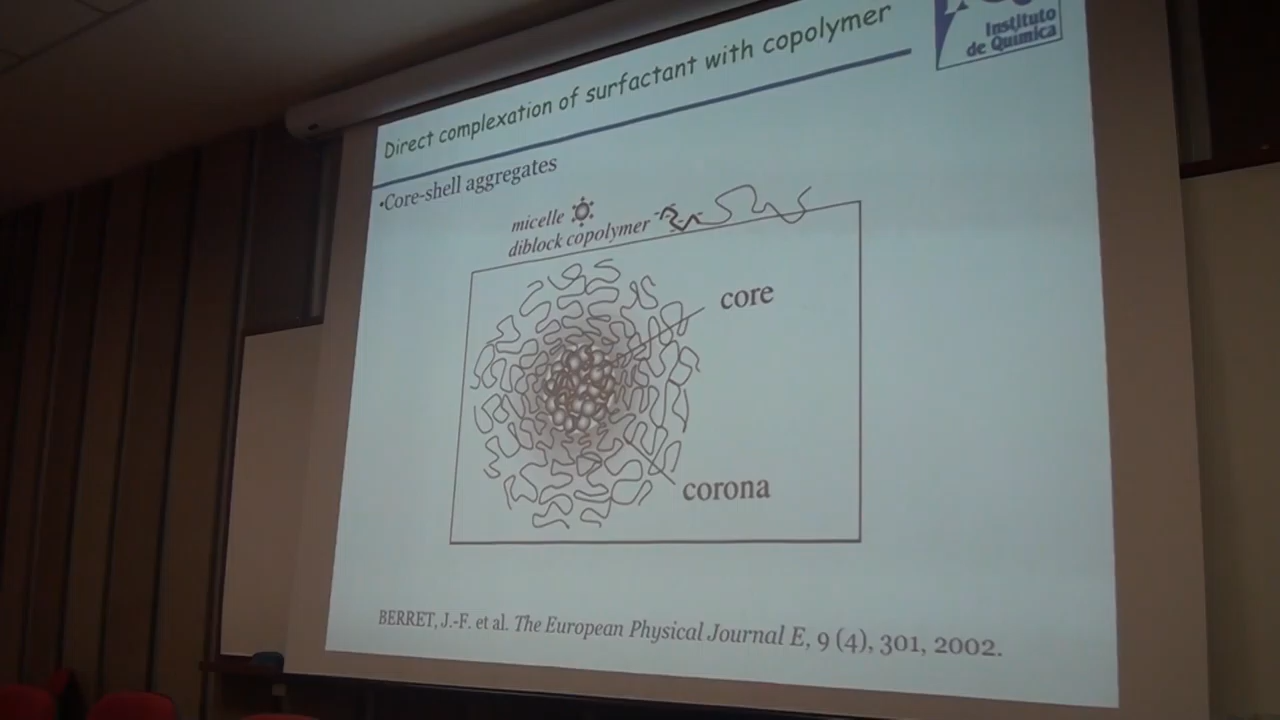 Instituto
de Química
Direct complexation of surfactant with copolymer
•Core-shell aggregates
micelle
diblock copolymer
core
corona
BERRET, J.-F. et al. The European Physical Journal E, 9 (4), 301, 2002.